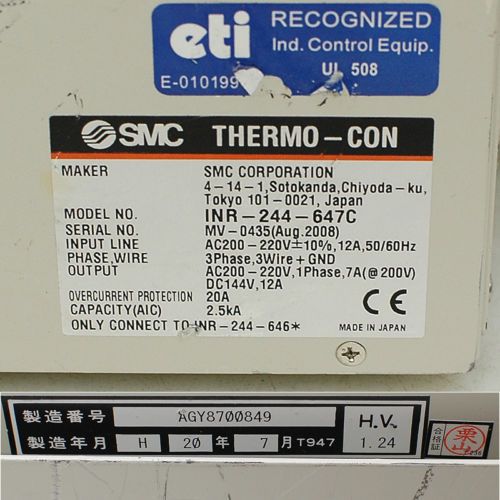 eti RECOGNIZED
Ind. Control Equip.
E-010199 UL 508
SMC THERMO-CON
MAKER SMC CORPORATION
4-14-1,Sotokanda,Chiyoda-ku,
Tokyo 101-0021, Japan
MODEL NO. INR-244-647C
SERIAL NO. MV-0435(Aug.2008)
INPUT LINE AC200-220V±10%,12A,50/60Hz
PHASE,WIRE 3Phase,3Wire+GND
OUTPUT AC200-220V,1Phase,7A(@200V)
DC144V,12A
OVERCURRENT PROTECTION 20A
CAPACITY(AIC) 2.5kA
ONLY CONNECT TO INR-244-646*
CE
MADE IN JAPAN
製造番号 AGY8700849 H.V.
製造年月 H 20 年 7 月 T947 1.24
合格証 栗山